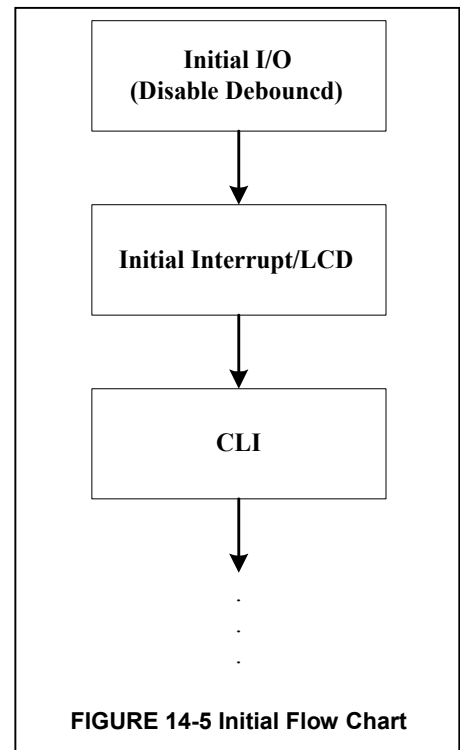 Initial I/O
(Disable Debouncd)
Initial Interrupt/LCD
CLI
.
.
.
FIGURE 14-5 Initial Flow Chart